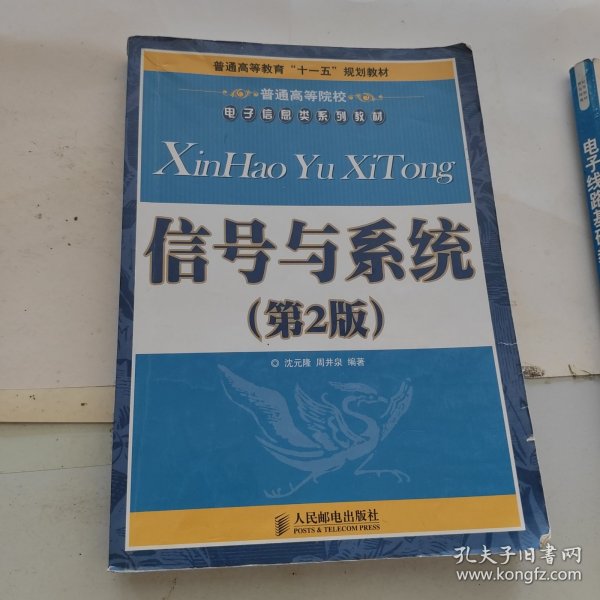 普通高等教育“十一五”规划教材
普通高等院校
电子信息类系列教材
XinHao Yu XiTong
信号与系统
(第2版)
◎ 沈元隆 周井泉 编著
人民邮电出版社
POSTS & TELECOM PRESS
电子线路基础
孔夫子旧书网
www.kongfz.com